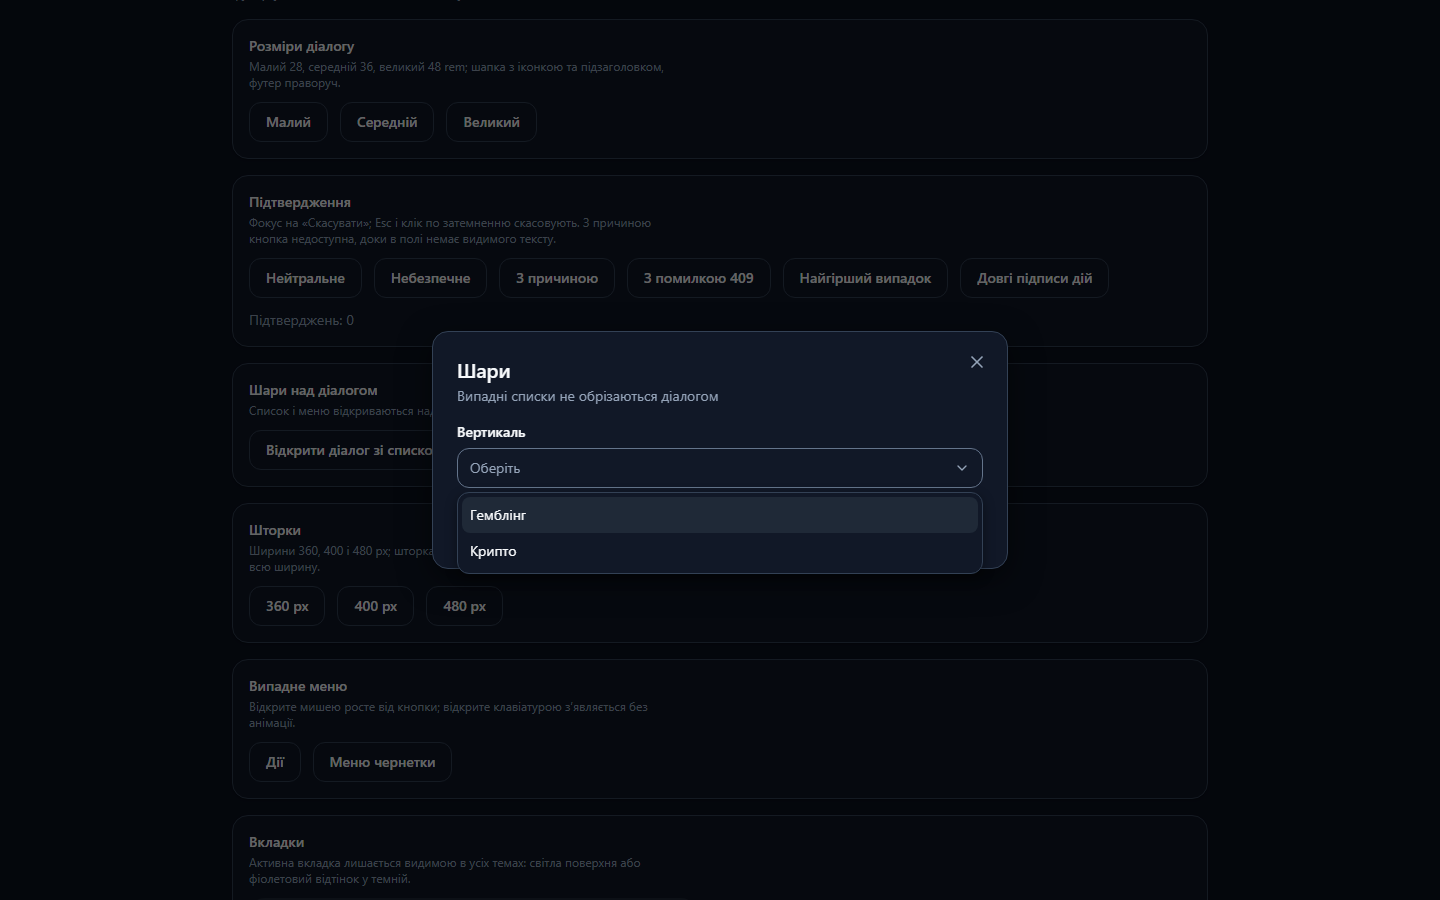 Розміри діалогу
Малий 28, середній 36, великий 48 rem; шапка з іконкою та підзаголовком,
футер праворуч.
Малий
Середній
Великий
Підтвердження
Фокус на «Скасувати»; Esc і клік по затемненню скасовують. З причиною
кнопка недоступна, доки в полі немає видимого тексту.
Нейтральне
Небезпечне
З причиною
З помилкою 409
Найгірший випадок
Довгі підписи дій
Підтверджень: 0
Шари над діалогом
Список і меню відкриваються над
Відкрити діалог зі списко
Шари
Випадні списки не обрізаються діалогом
Вертикаль
Оберіть
Гемблінг
Крипто
Шторки
Ширини 360, 400 і 480 px; шторка
всю ширину.
360 px
400 px
480 px
Випадне меню
Відкрите мишею росте від кнопки; відкрите клавіатурою з'являється без
анімації.
Дії
Меню чернетки
Вкладки
Активна вкладка лишається видимою в усіх темах: світла поверхня або
фіолетовий відтінок у темній.